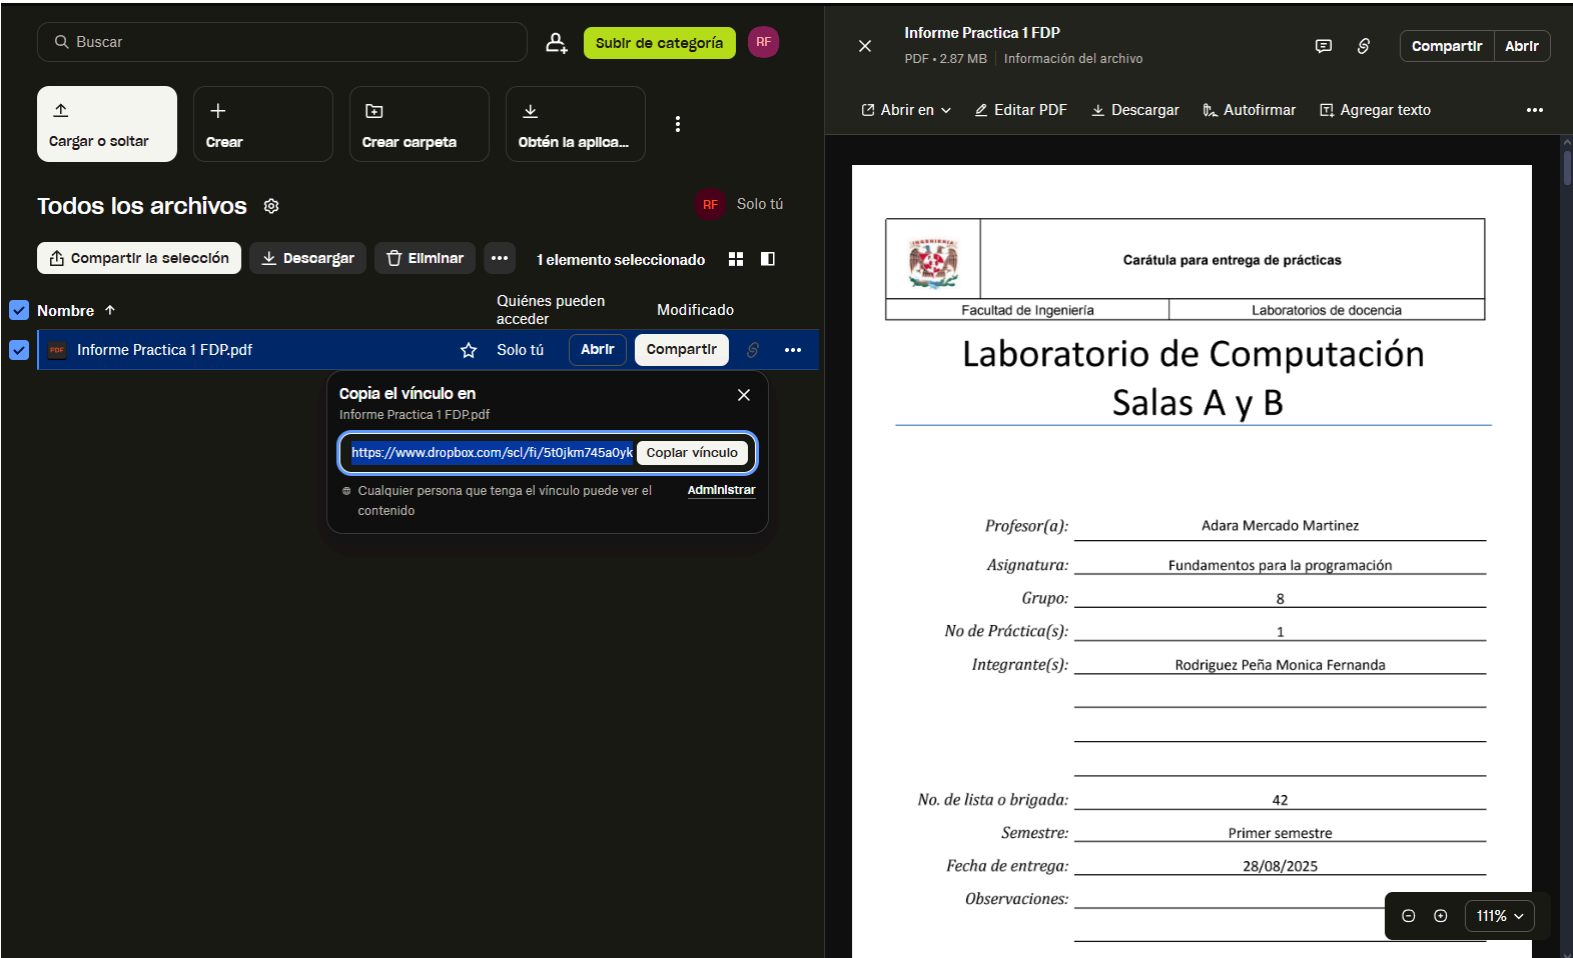 Buscar
Subir de categoría
RF
Cargar o soltar
Crear
Crear carpeta
Obtén la aplica...
Todos los archivos
RF
Solo tú
Compartir la selección
Descargar
Eliminar
1 elemento seleccionado
Nombre
Quiénes pueden
acceder
Modificado
PDF
Informe Practica 1 FDP.pdf
Solo tú
Abrir
Compartir
Copia el vínculo en
Informe Practica 1 FDP.pdf
https://www.dropbox.com/scl/fi/5t0jkm745a0yk
Copiar vínculo
Cualquier persona que tenga el vínculo puede ver el
contenido
Administrar
Informe Practica 1 FDP
PDF • 2.87 MB
Información del archivo
Compartir
Abrir
Abrir en
Editar PDF
Descargar
Autofirmar
Agregar texto
INGENIERIA
Carátula para entrega de prácticas
Facultad de Ingeniería
Laboratorios de docencia
Laboratorio de Computación
Salas A y B
Profesor(a): Adara Mercado Martinez
Asignatura: Fundamentos para la programación
Grupo: 8
No de Práctica(s): 1
Integrante(s): Rodriguez Peña Monica Fernanda
No. de lista o brigada: 42
Semestre: Primer semestre
Fecha de entrega: 28/08/2025
Observaciones:
111%